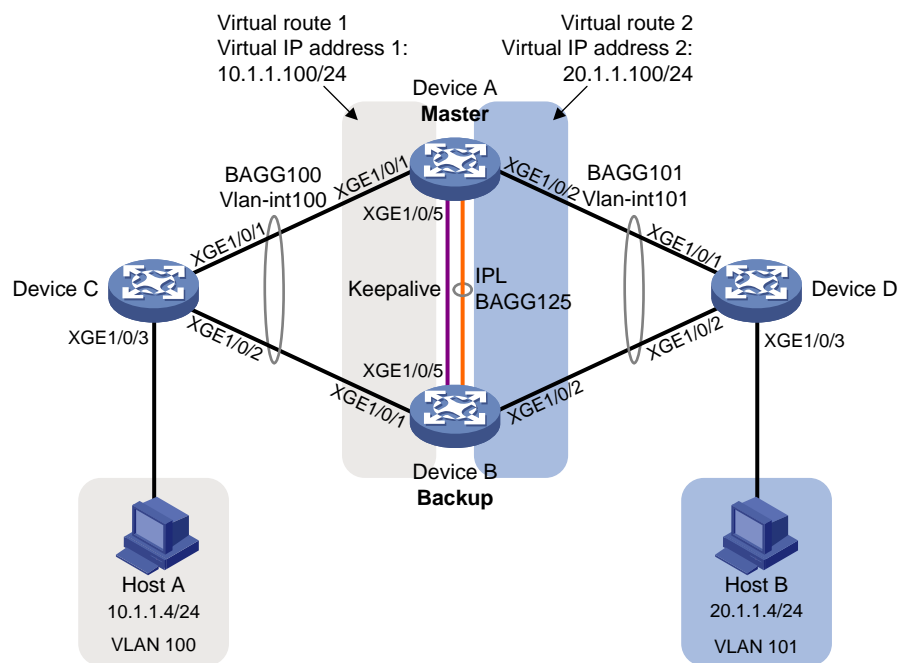 Virtual route 1
Virtual IP address 1:
10.1.1.100/24
Virtual route 2
Virtual IP address 2:
20.1.1.100/24
Device A
Master
BAGG100
Vlan-int100
XGE1/0/1
XGE1/0/2
BAGG101
Vlan-int101
XGE1/0/5
XGE1/0/1
XGE1/0/1
Device C
Keepalive
IPL
BAGG125
Device D
XGE1/0/3
XGE1/0/2
XGE1/0/2
XGE1/0/3
XGE1/0/5
XGE1/0/1
XGE1/0/2
Device B
Backup
Host A
10.1.1.4/24
VLAN 100
Host B
20.1.1.4/24
VLAN 101